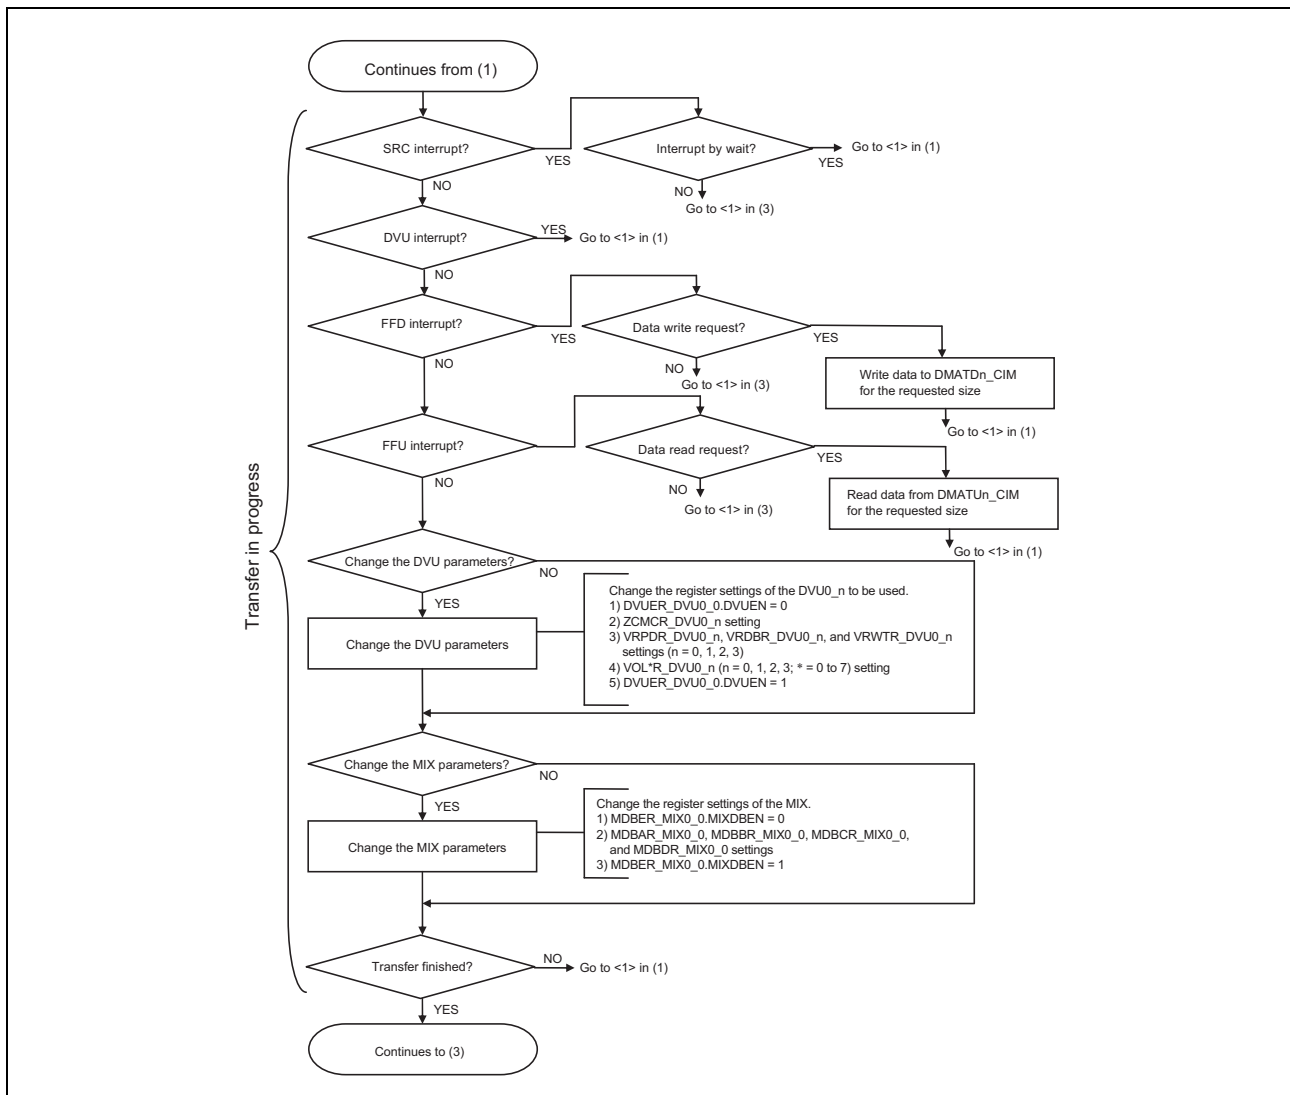 Continues from (1)
SRC interrupt?
YES
Interrupt by wait?
YES
Go to <1> in (1)
NO
NO
Go to <1> in (3)
DVU interrupt?
YES
Go to <1> in (1)
NO
FFD interrupt?
YES
Data write request?
YES
NO
NO
Go to <1> in (3)
Write data to DMATDn_CIM
for the requested size
Go to <1> in (1)
FFU interrupt?
YES
Data read request?
YES
NO
NO
Go to <1> in (3)
Read data from DMATUn_CIM
for the requested size
Go to <1> in (1)
Transfer in progress
Change the DVU parameters?
NO
YES
Change the DVU parameters
Change the register settings of the DVU0_n to be used.
1) DVUER_DVU0_0.DVUEN = 0
2) ZCMCR_DVU0_n setting
3) VRPDR_DVU0_n, VRDBR_DVU0_n, and VRWTR_DVU0_n
settings (n = 0, 1, 2, 3)
4) VOL*R_DVU0_n (n = 0, 1, 2, 3; * = 0 to 7) setting
5) DVUER_DVU0_0.DVUEN = 1
Change the MIX parameters?
NO
YES
Change the MIX parameters
Change the register settings of the MIX.
1) MDBER_MIX0_0.MIXDBEN = 0
2) MDBAR_MIX0_0, MDBBR_MIX0_0, MDBCR_MIX0_0,
and MDBDR_MIX0_0 settings
3) MDBER_MIX0_0.MIXDBEN = 1
Transfer finished?
NO
Go to <1> in (1)
YES
Continues to (3)